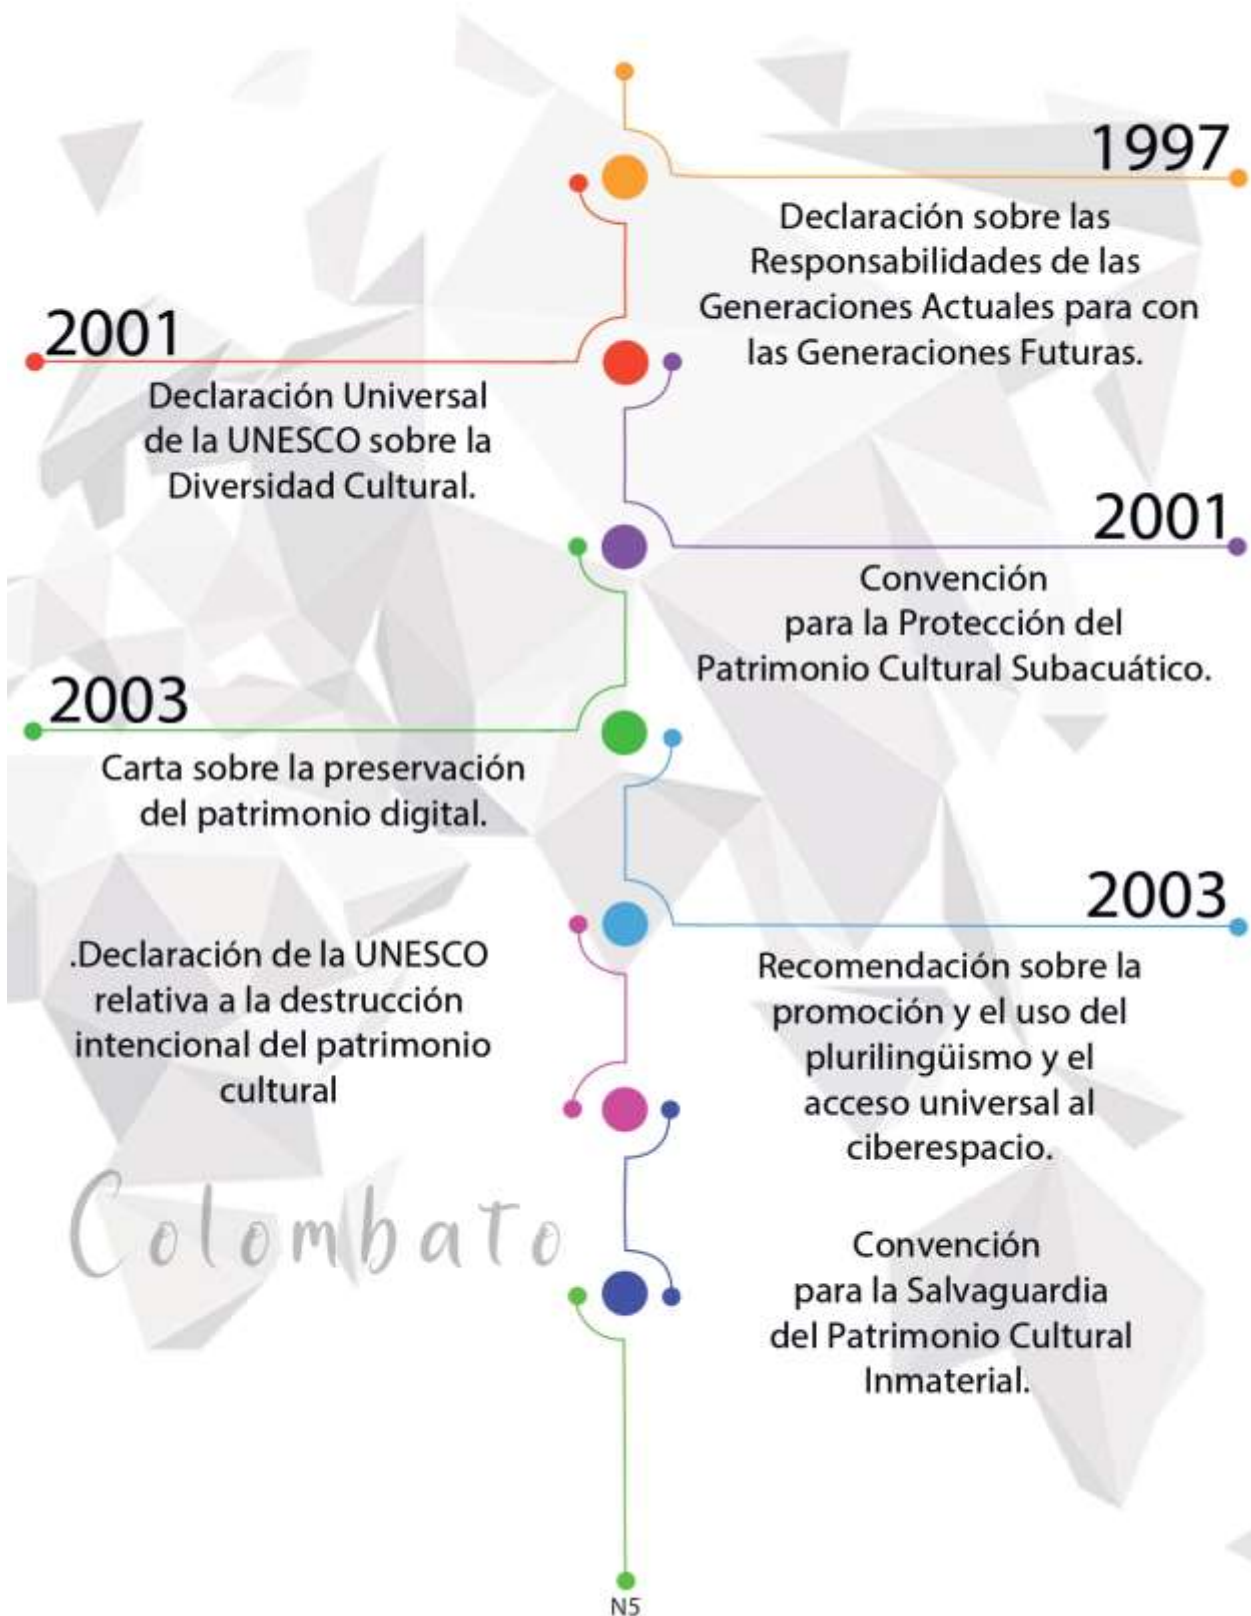 1997
Declaración sobre las
Responsabilidades de las
Generaciones Actuales para con
las Generaciones Futuras.
2001
Declaración Universal
de la UNESCO sobre la
Diversidad Cultural.
2001
Convención
para la Protección del
Patrimonio Cultural Subacuático.
2003
Carta sobre la preservación
del patrimonio digital.
2003
Recomendación sobre la
promoción y el uso del
plurilingüismo y el
acceso universal al
ciberespacio.
.Declaración de la UNESCO
relativa a la destrucción
intencional del patrimonio
cultural
Colombato
Convención
para la Salvaguardia
del Patrimonio Cultural
Inmaterial.
N5